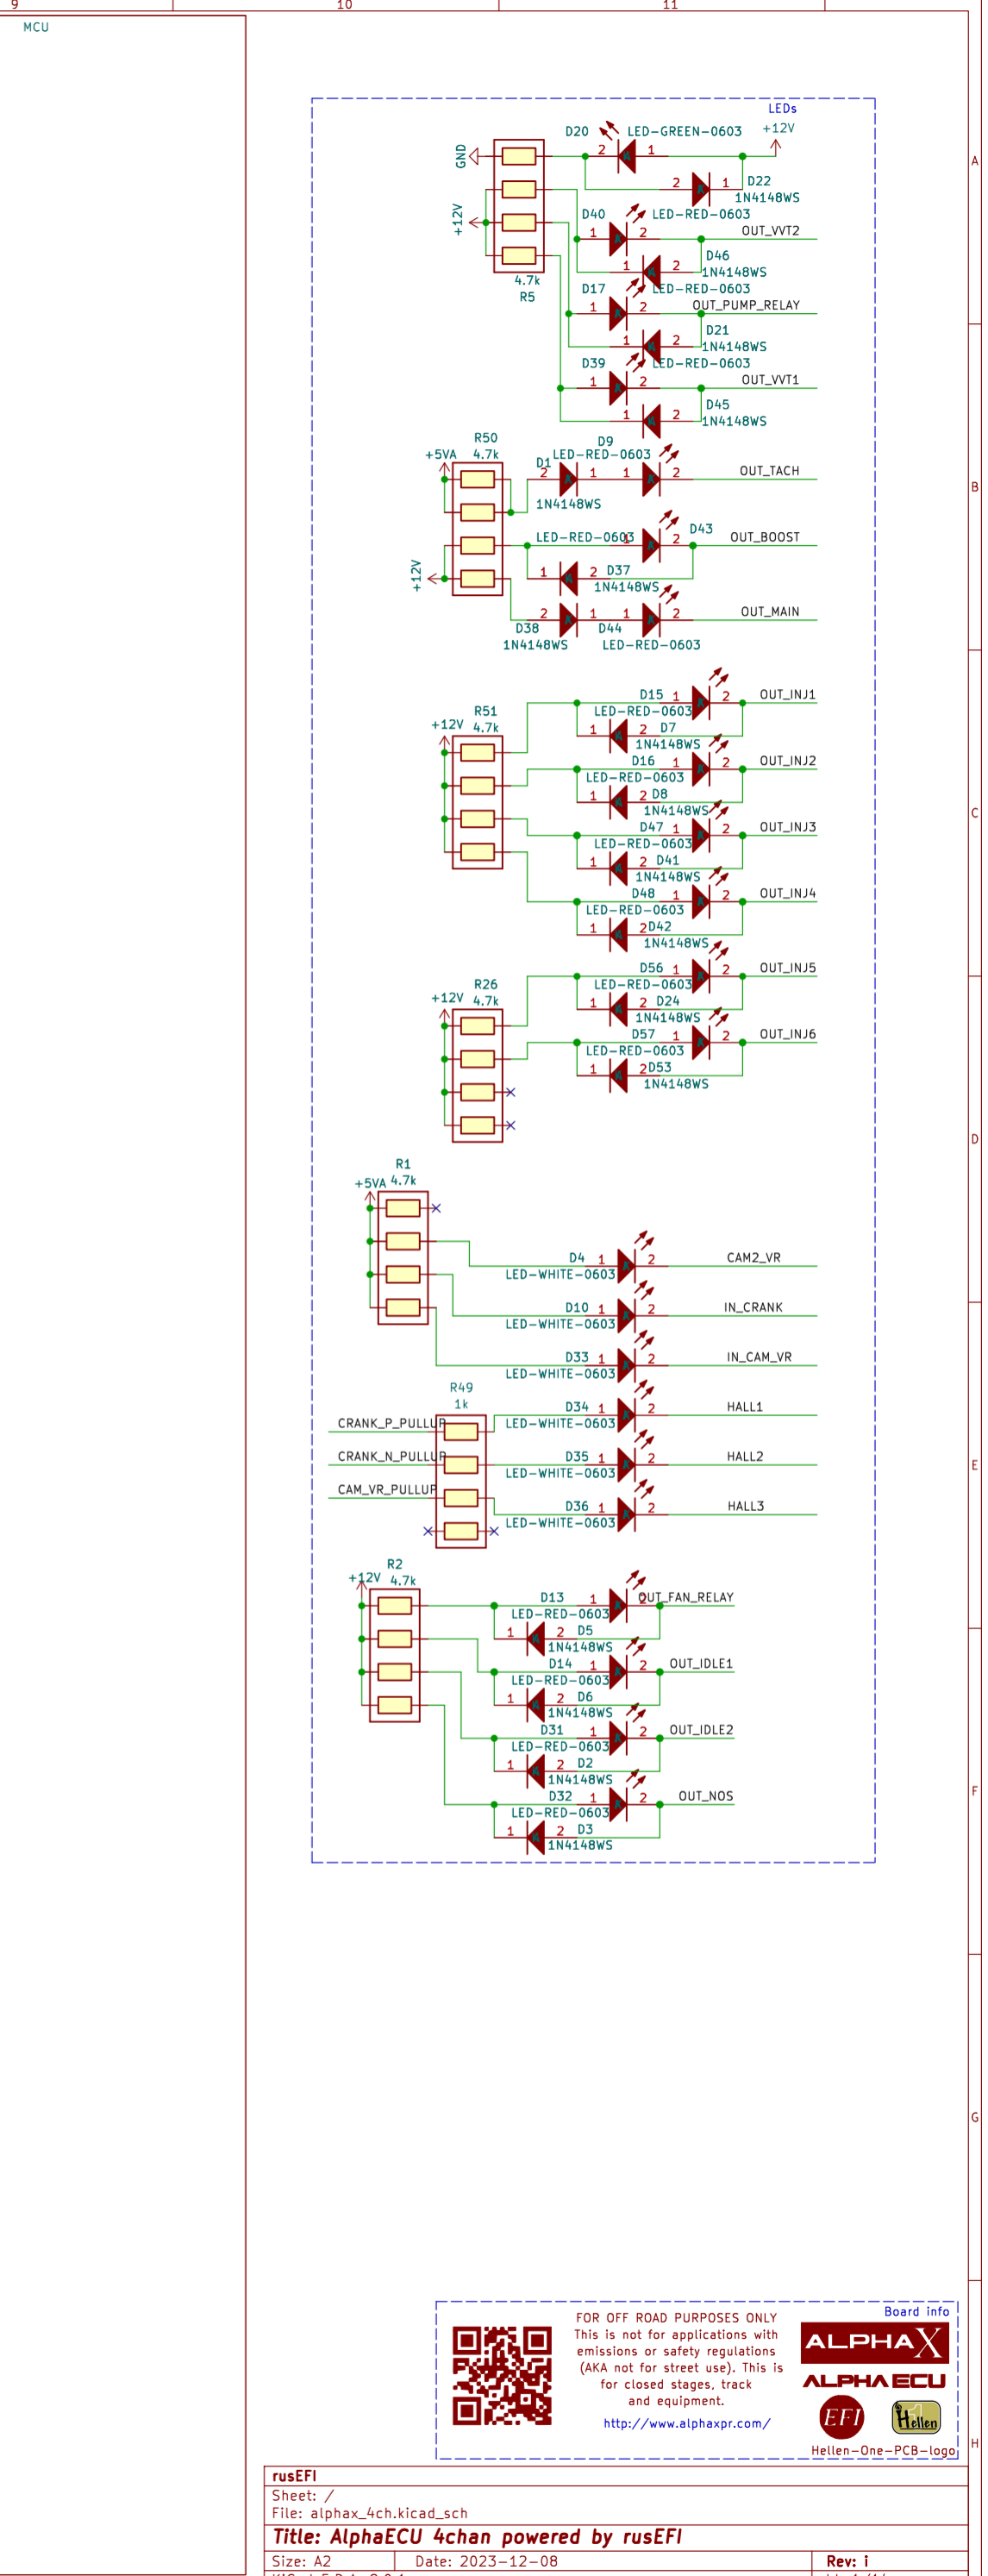 9 10 11
MCU
LEDs
D20 LED-GREEN-0603 +12V
GND 2 1 A
2 1 D22
1N4148WS
+12V
D40 LED-RED-0603
1 2 OUT_VVT2
D46
1 2 1N4148WS
4.7k
R5
D17 LED-RED-0603
1 2 OUT_PUMP_RELAY
D21
1 2 1N4148WS
D39 LED-RED-0603
1 2 OUT_VVT1
D45
1 2 1N4148WS
R50
4.7k
+5VA
D9
LED-RED-0603
D1
2 1 1 2 OUT_TACH
B
1N4148WS
LED-RED-0603 1 2 D43
OUT_BOOST
+12V
1 2 D37
1N4148WS
2 1 1 2 OUT_MAIN
D38 D44
1N4148WS LED-RED-0603
D15 1 2 OUT_INJ1
R51
4.7k
+12V
LED-RED-0603
1 2 D7
1N4148WS
D16 1 2 OUT_INJ2
LED-RED-0603
1 2 D8
1N4148WS
C
D47 1 2 OUT_INJ3
LED-RED-0603
1 2 D41
1N4148WS
D48 1 2 OUT_INJ4
LED-RED-0603
1 2 D42
1N4148WS
D56 1 2 OUT_INJ5
R26
4.7k
+12V
LED-RED-0603
1 2 D24
1N4148WS
D57 1 2 OUT_INJ6
LED-RED-0603
1 2 D53
1N4148WS
D
R1
4.7k
+5VA
D4 1 2 CAM2_VR
LED-WHITE-0603
D10 1 2 IN_CRANK
LED-WHITE-0603
D33 1 2 IN_CAM_VR
LED-WHITE-0603
R49
1k
D34 1 2 HALL1
CRANK_P_PULLUP
LED-WHITE-0603
CRANK_N_PULLUP
D35 1 2 HALL2
E
LED-WHITE-0603
CAM_VR_PULLUP
D36 1 2 HALL3
LED-WHITE-0603
R2
+12V 4.7k
D13 1 2 OUT_FAN_RELAY
LED-RED-0603
1 2 D5
1N4148WS
D14 1 2 OUT_IDLE1
LED-RED-0603
1 2 D6
1N4148WS
D31 1 2 OUT_IDLE2
LED-RED-0603
1 2 D2
1N4148WS
F
D32 1 2 OUT_NOS
LED-RED-0603
1 2 D3
1N4148WS
G
Board info
FOR OFF ROAD PURPOSES ONLY
This is not for applications with
emissions or safety regulations
(AKA not for street use). This is
for closed stages, track
and equipment.
http://www.alphaxpr.com/
ALPHAX
ALPHAECU
EFI
Hellen
Hellen-One-PCB-logo
H
rusEFI
Sheet: /
File: alphax_4ch.kicad_sch
Title: AlphaECU 4chan powered by rusEFI
Size: A2 Date: 2023-12-08 Rev: i